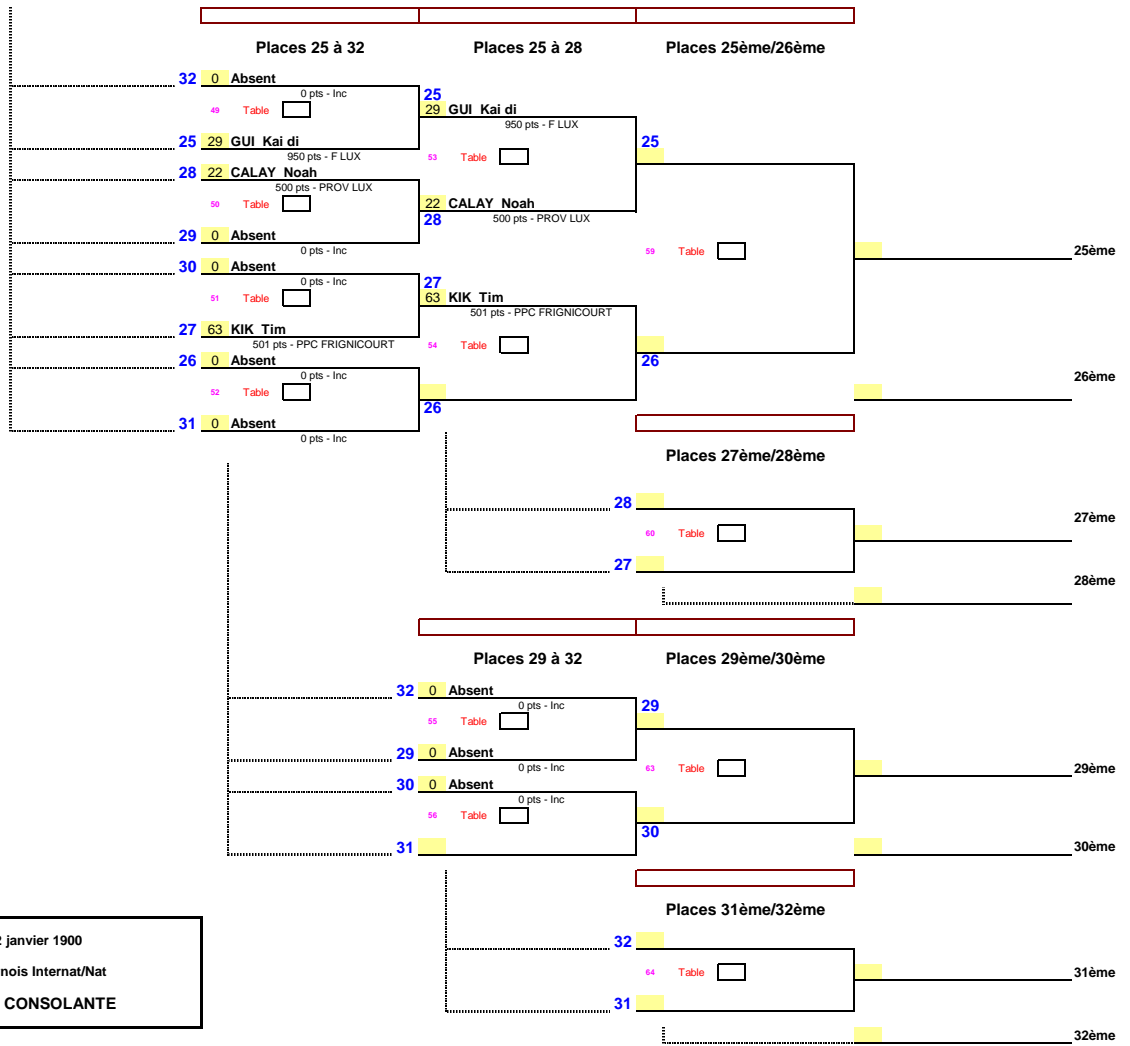 Places 25 à 32 Places 25 à 28 Places 25ème/26ème
32 0 Absent
0 pts - Inc
25
49 Table
29 GUI Kai di
950 pts - F LUX
25 29 GUI Kai di
25
950 pts - F LUX
53 Table
28 22 CALAY Noah
500 pts - PROV LUX
50 Table
22 CALAY Noah
28
500 pts - PROV LUX
29 0 Absent
0 pts - Inc
59 Table
25ème
30 0 Absent
0 pts - Inc
27
51 Table
63 KIK Tim
501 pts - PPC FRIGNICOURT
27 63 KIK Tim
501 pts - PPC FRIGNICOURT
54 Table
26 0 Absent
26
0 pts - Inc
26ème
52 Table
26
31 0 Absent
0 pts - Inc
Places 27ème/28ème
28
27ème
60 Table
27
28ème
Places 29 à 32 Places 29ème/30ème
32 0 Absent
0 pts - Inc
29
55 Table
29 0 Absent
0 pts - Inc
63 Table
29ème
30 0 Absent
0 pts - Inc
56 Table
30
31
30ème
Places 31ème/32ème
2 janvier 1900
32
nois Internat/Nat
64 Table
31ème
CONSOLANTE
31
32ème